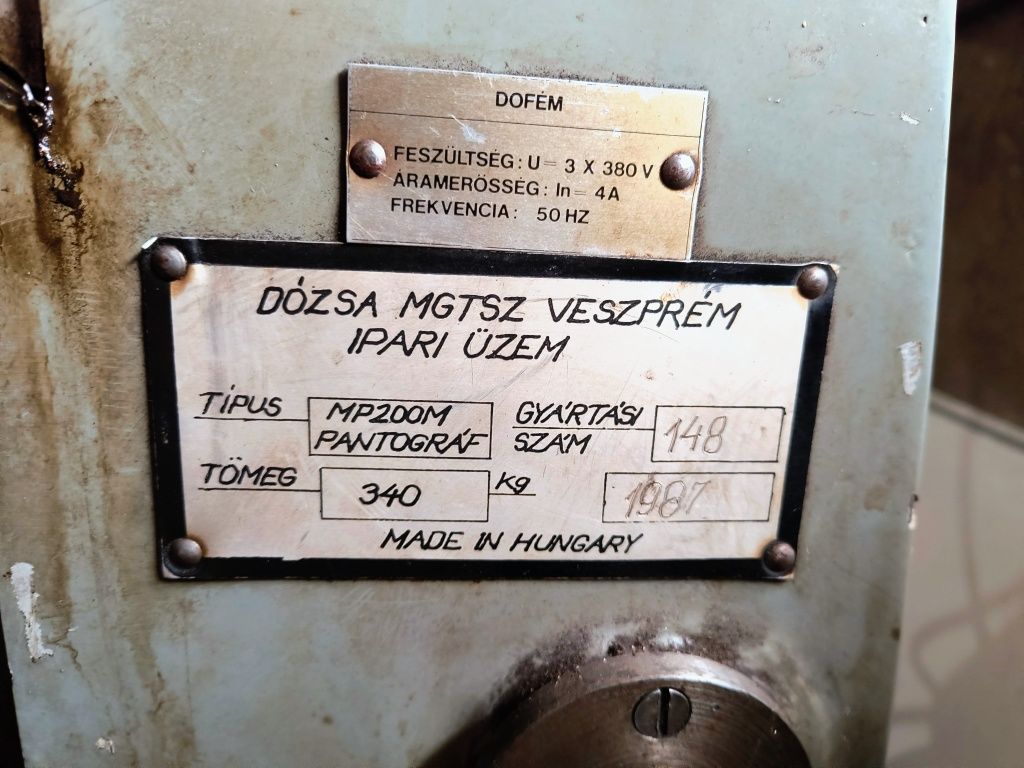 DOFÉM
FESZÜLTSÉG: U= 3 X 380 V
ÁRAMERÖSSÉG: In= 4A
FREKVENCIA: 50 HZ
DÓZSA MGTSZ VESZPRÉM
IPARI ÜZEM
TÍPUS MP200M GYÁRTÁSI 148
PANTOGRÁF SZÁM
TÖMEG 340 kg 1987
MADE IN HUNGARY